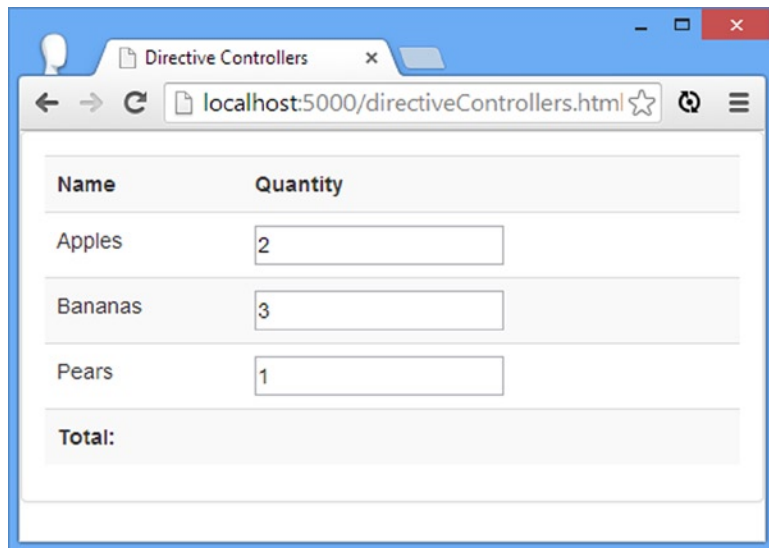 Directive Controllers
localhost:5000/directiveControllers.html
Name Quantity
Apples 2
Bananas 3
Pears 1
Total: